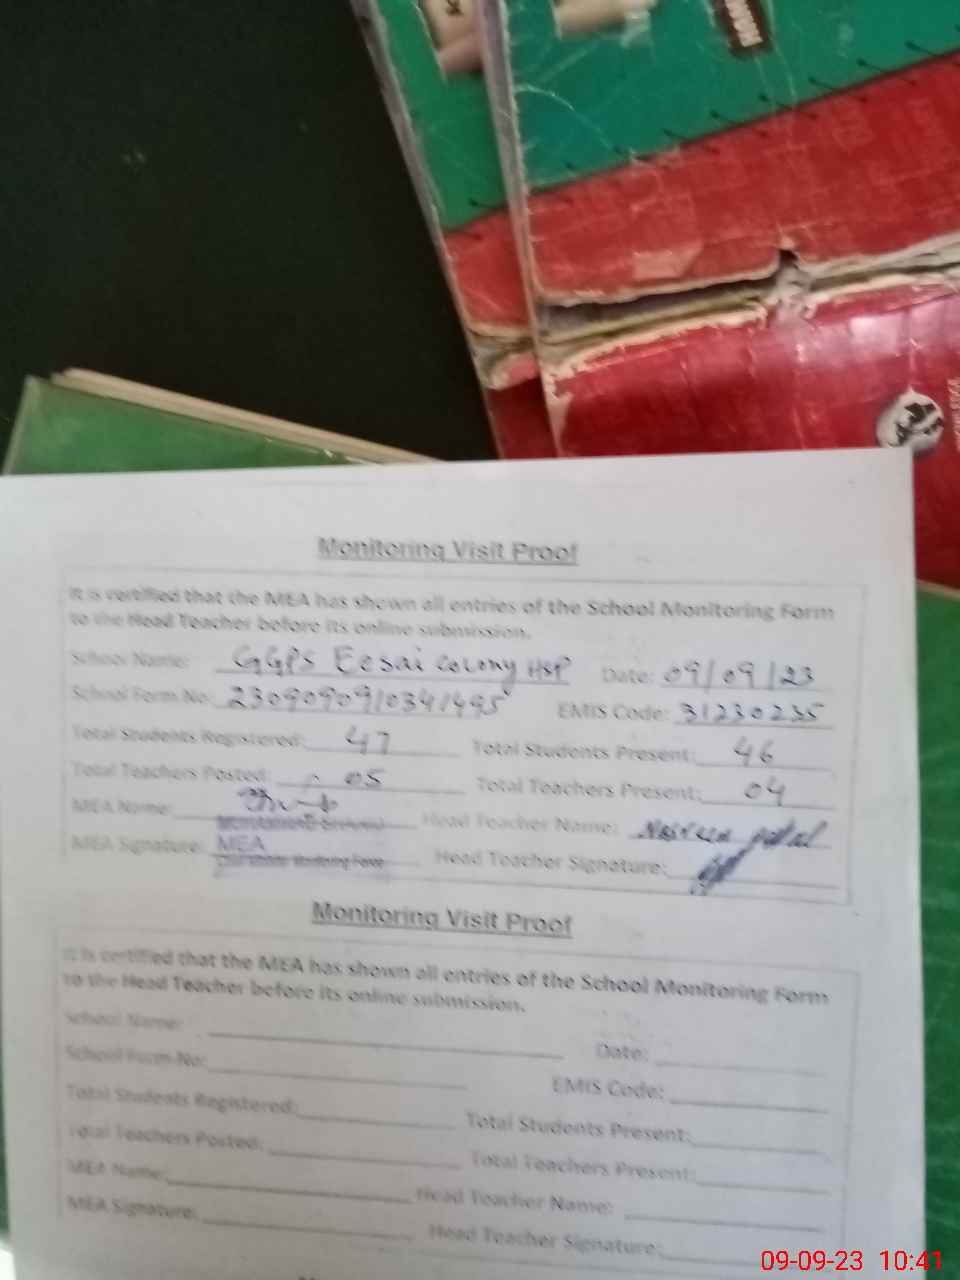 Monitoring Visit Proof
It is certified that the MEA has shown all entries of the School Monitoring Form
to the Head Teacher before its online submission.
School Name: GGPS Eesai Colony HSP Date: 09/09/23
School Form No: 23090909/0341495 EMIS Code: 31230235
Total Students Registered: 47 Total Students Present: 46
Total Teachers Posted: 05 Total Teachers Present: 04
MEA Name: Head Teacher Name:
MEA Signature: MEA Head Teacher Signature:
Monitoring Visit Proof
It is certified that the MEA has shown all entries of the School Monitoring Form
to the Head Teacher before its online submission.
School Name: Date:
School Form No: EMIS Code:
Total Students Registered: Total Students Present:
Total Teachers Posted: Total Teachers Present:
MEA Name: Head Teacher Name:
MEA Signature: Head Teacher Signature:
09-09-23 10:41